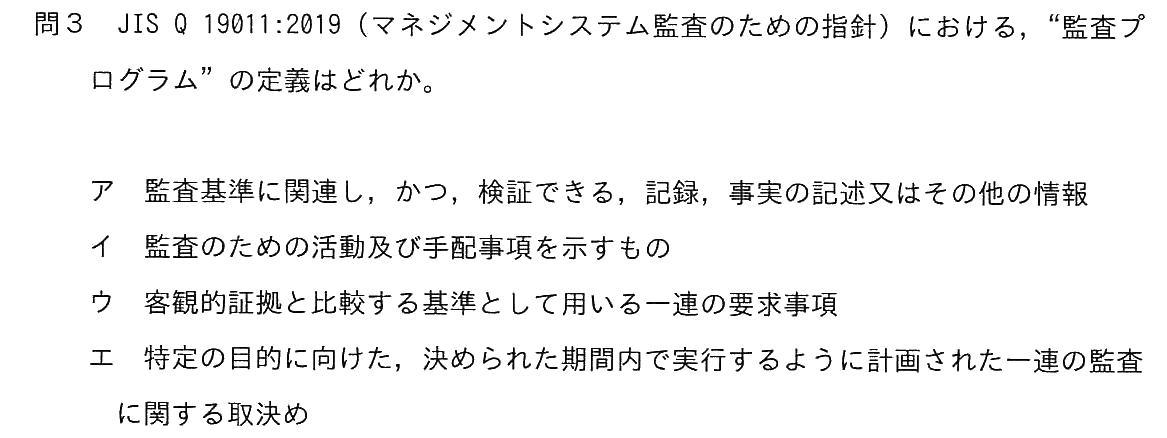 問3 JIS Q 19011:2019（マネジメントシステム監査のための指針）における，“監査プ
ログラム”の定義はどれか。
ア 監査基準に関連し，かつ，検証できる，記録，事実の記述又はその他の情報
イ 監査のための活動及び手配事項を示すもの
ウ 客観的証拠と比較する基準として用いる一連の要求事項
エ 特定の目的に向けた，決められた期間内で実行するように計画された一連の監査
に関する取決め